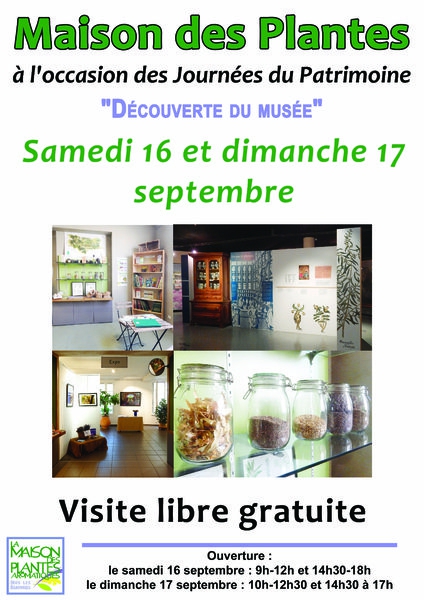 Maison des Plantes
à l'occasion des Journées du Patrimoine
"DÉCOUVERTE DU MUSÉE"
Samedi 16 et dimanche 17
septembre
Expo
Visite libre gratuite
LA
MAISON
DES
PLANTES
AROMATIQUES
Ouverture :
le samedi 16 septembre : 9h-12h et 14h30-18h
le dimanche 17 septembre : 10h-12h30 et 14h30 à 17h